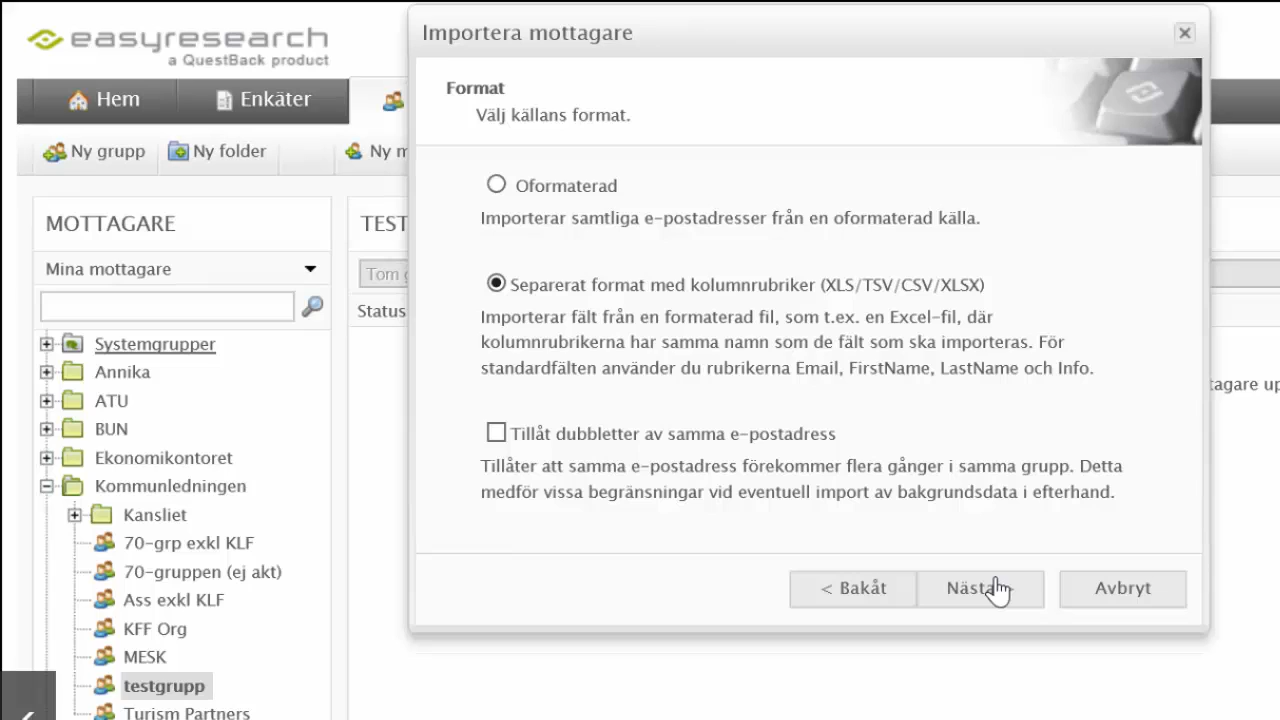 easyresearch
a QuestBack product
Hem
Enkäter
Ny grupp
Ny folder
Ny
MOTTAGARE
Mina mottagare
Systemgrupper
Annika
ATU
BUN
Ekonomikontoret
Kommunledningen
Kansliet
70-grp exkl KLF
70-gruppen (ej akt)
Ass exkl KLF
KFF Org
MESK
testgrupp
Turism Partners
TEST
Tom
Status
Importera mottagare
Format
Välj källans format.
Oformaterad
Importerar samtliga e-postadresser från en oformaterad källa.
Separerat format med kolumnrubriker (XLS/TSV/CSV/XLSX)
Importerar fält från en formaterad fil, som t.ex. en Excel-fil, där
kolumnrubrikerna har samma namn som de fält som ska importeras. För
standardfälten använder du rubrikerna Email, FirstName, LastName och Info.
Tillåt dubbletter av samma e-postadress
Tillåter att samma e-postadress förekommer flera gånger i samma grupp. Detta
medför vissa begränsningar vid eventuell import av bakgrundsdata i efterhand.
< Bakåt
Nästa
Avbryt
tagare up